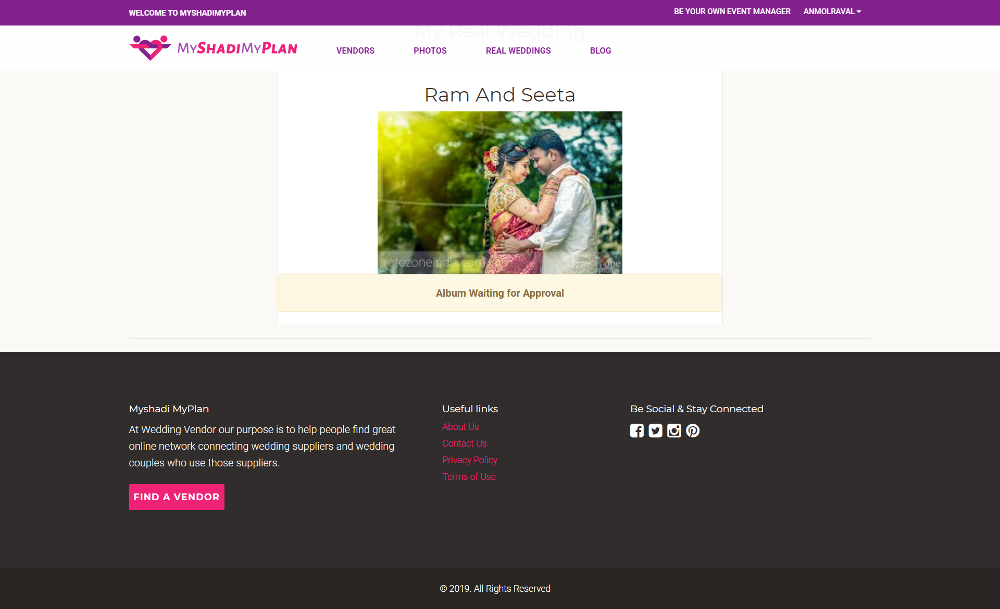 WELCOME TO MYSHADIMYPLAN
BE YOUR OWN EVENT MANAGER
ANMOLRAVAL
My Real Wedding
MYSHADIMYPLAN
VENDORS
PHOTOS
REAL WEDDINGS
BLOG
Ram And Seeta
fotozoneindia.com
one
Album Waiting for Approval
Myshadi MyPlan
At Wedding Vendor our purpose is to help people find great
online network connecting wedding suppliers and wedding
couples who use those suppliers.
FIND A VENDOR
Useful links
About Us
Contact Us
Privacy Policy
Terms of Use
Be Social & Stay Connected
© 2019. All Rights Reserved